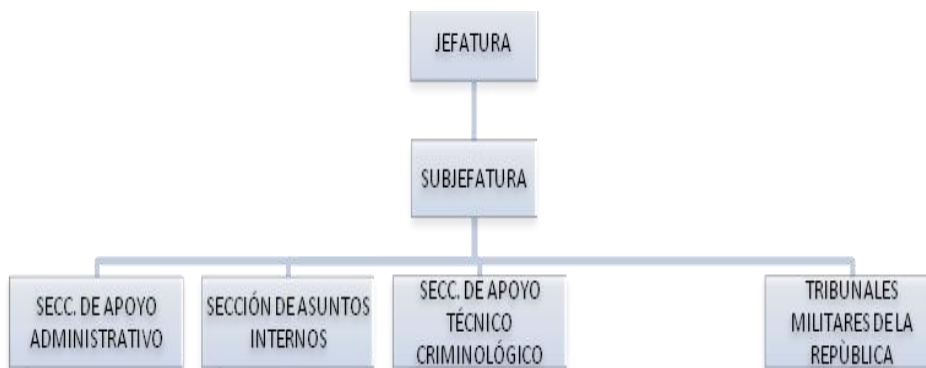 JEFATURA
SUBJEFATURA
SECC. DE APOYO
ADMINISTRATIVO
SECCIÓN DE ASUNTOS
INTERNOS
SECC. DE APOYO
TÉCNICO
CRIMINOLÓGICO
TRIBUNALES
MILITARES DE LA
REPÙBLICA